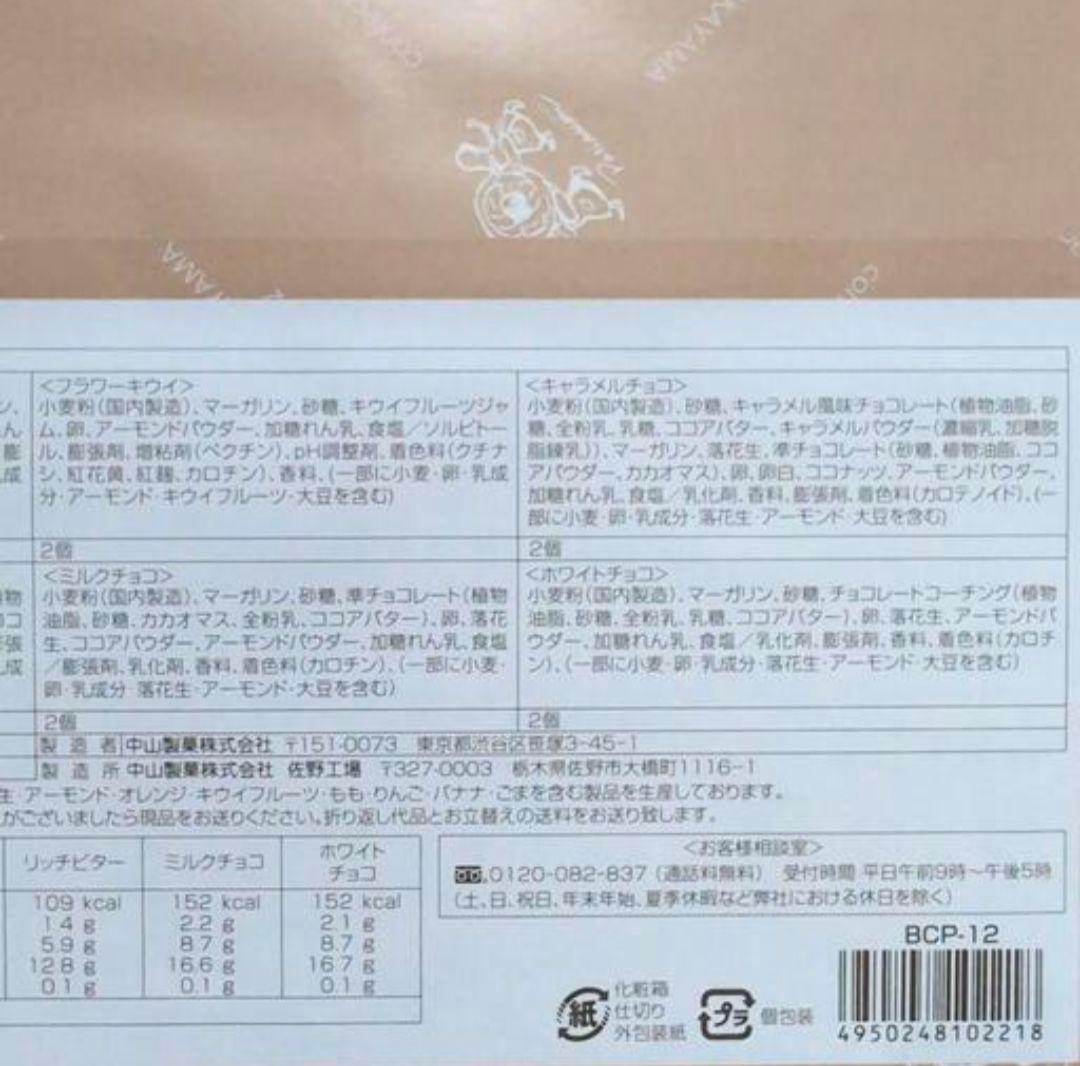 KAYAMA
YAMA
<フラワーキウイ>
小麦粉(国内製造)、マーガリン、砂糖、キウイフルーツジャ
ム、卵、アーモンドパウダー、加糖れん乳、食塩/ソルビトー
ル、膨張剤、増粘剤(ペクチン)、pH調整剤、着色料(クチナ
シ、紅花黄、紅麹、カロチン)、香料、(一部に小麦・卵・乳成
分・アーモンド・キウイフルーツ・大豆を含む)
2個
<キャラメルチョコ>
小麦粉(国内製造)、砂糖、キャラメル風味チョコレート(植物油脂、砂
糖、全粉乳、乳糖、ココアバター、キャラメルパウダー(濃縮乳、加糖脱
脂練乳))、マーガリン、落花生、準チョコレート(砂糖、植物油脂、ココ
アパウダー、カカオマス)、卵、卵白、ココナッツ、アーモンドパウダー、
加糖れん乳、食塩/乳化剤、香料、膨張剤、着色料(カロテノイド)、(一
部に小麦・卵・乳成分・落花生・アーモンド・大豆を含む)
2個
<ミルクチョコ>
小麦粉(国内製造)、マーガリン、砂糖、準チョコレート(植物
油脂、砂糖、カカオマス、全粉乳、ココアバター)、卵、落花
生、ココアパウダー、アーモンドパウダー、加糖れん乳、食塩
/膨張剤、乳化剤、香料、着色料(カロチン)、(一部に小麦・
卵・乳成分・落花生・アーモンド・大豆を含む)
2個
<ホワイトチョコ>
小麦粉(国内製造)、マーガリン、砂糖、チョコレートコーチング(植物
油脂、砂糖、全粉乳、乳糖、ココアバター)、卵、落花生、アーモンドパ
ウダー、加糖れん乳、食塩/乳化剤、膨張剤、香料、着色料(カロチ
ン)、(一部に小麦・卵・乳成分・落花生・アーモンド・大豆を含む)
2個
製造者 中山製菓株式会社 〒151-0073 東京都渋谷区笹塚3-45-1
製造所 中山製菓株式会社 佐野工場 〒327-0003 栃木県佐野市大橋町1116-1
生・アーモンド・オレンジ・キウイフルーツ・もも・りんご・バナナ・ごまを含む製品を生産しております。
がございましたら現品をお送りください。折り返し代品とお立替えの送料をお送り致します。
リッチビター ミルクチョコ ホワイト
チョコ
109 kcal 152 kcal 152 kcal
1.4 g 2.2 g 2.1 g
5.9 g 8.7 g 8.7 g
12.8 g 16.6 g 16.7 g
0.1 g 0.1 g 0.1 g
<お客様相談室>
0120-082-837(通話料無料) 受付時間 平日午前9時~午後5時
(土、日、祝日、年末年始、夏季休暇など弊社における休日を除く)
BCP-12
紙 化粧箱
仕切り
外包装紙
プラ 個包装
4950248102218